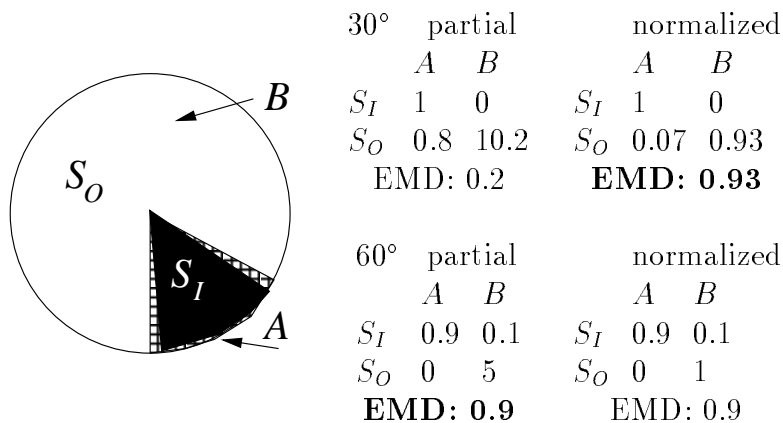 B
S_O
S_I
A
30° partial normalized
A B A B
S_I 1 0 S_I 1 0
S_O 0.8 10.2 S_O 0.07 0.93
EMD: 0.2 EMD: 0.93
60° partial normalized
A B A B
S_I 0.9 0.1 S_I 0.9 0.1
S_O 0 5 S_O 0 1
EMD: 0.9 EMD: 0.9